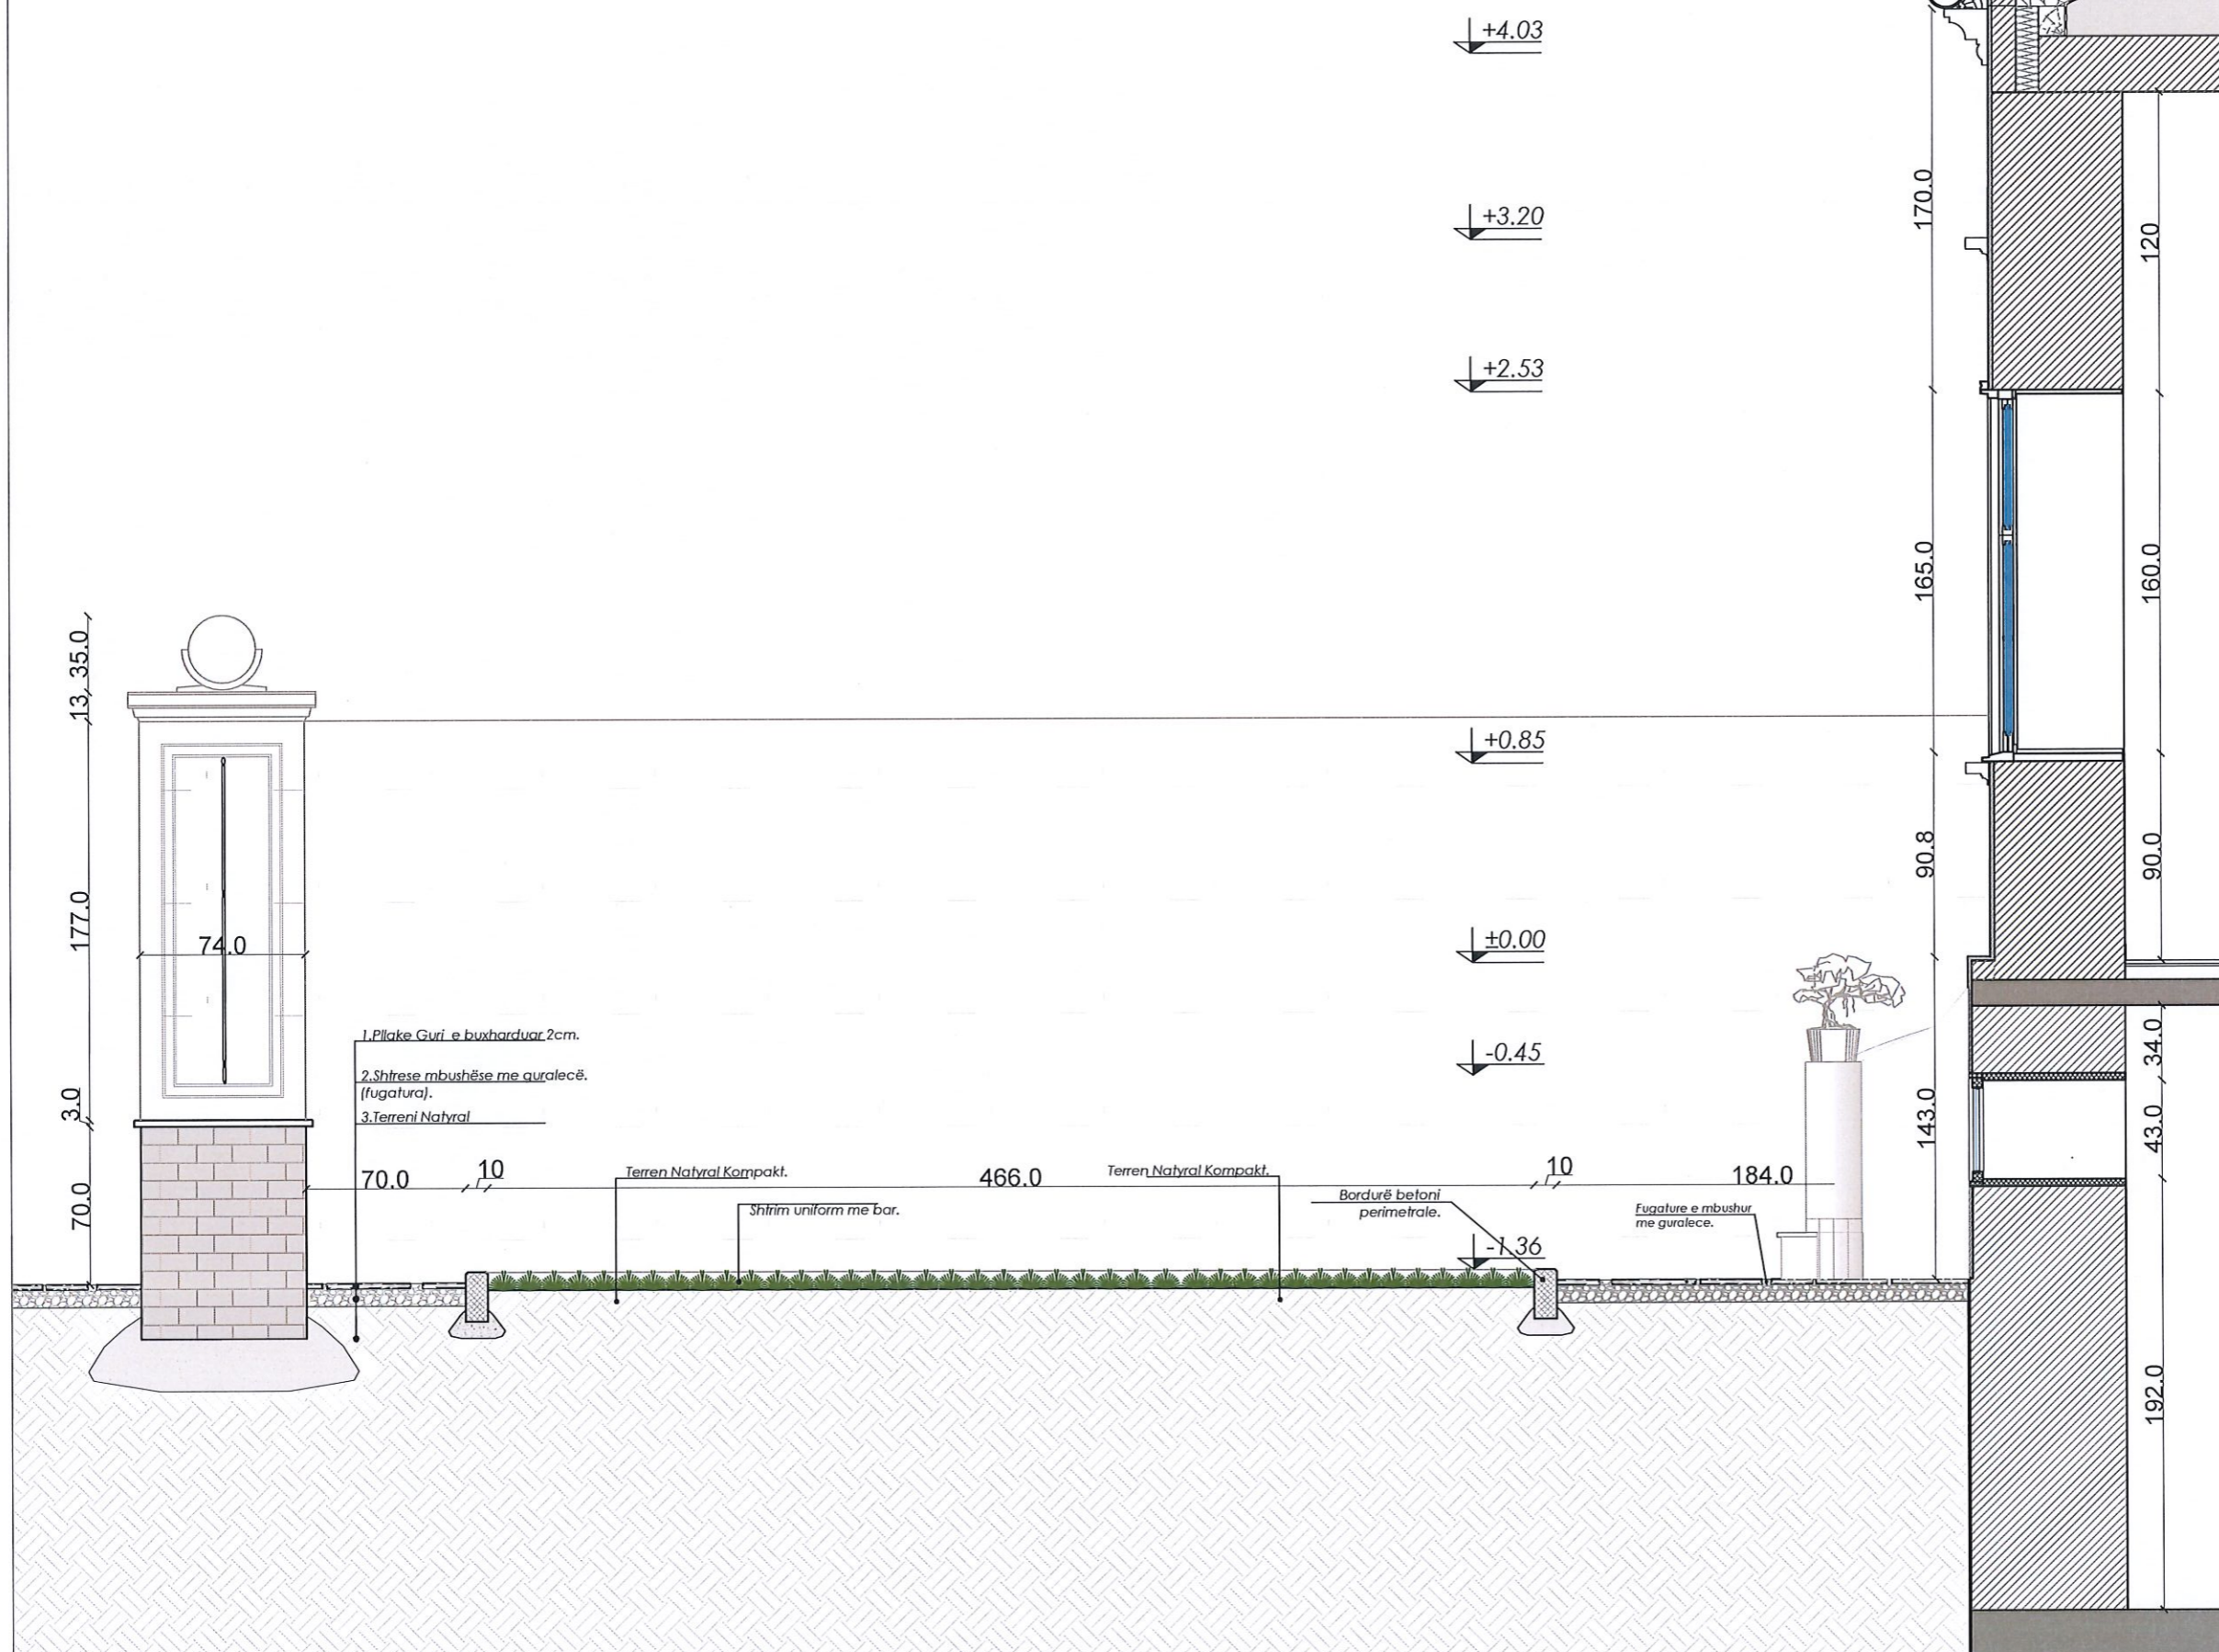 +4.03
170.0
+3.20
120
+2.53
165.0
160.0
35.0
13.
+0.85
90.8
90.0
177.0
74.0
±0.00
1.Pllake Guri e buxharduar 2cm.
2.Shtrese mbushëse me guralecë.
(fugatura).
3.Terreni Natyral
-0.45
34.0
3.0
143.0
43.0
70.0
70.0
10
Terren Natyral Kompakt.
466.0
Terren Natyral Kompakt.
10
184.0
Shtrim uniform me bar.
Bordurë betoni
perimetrale.
Fugature e mbushur
me guralece.
-1.36
192.0